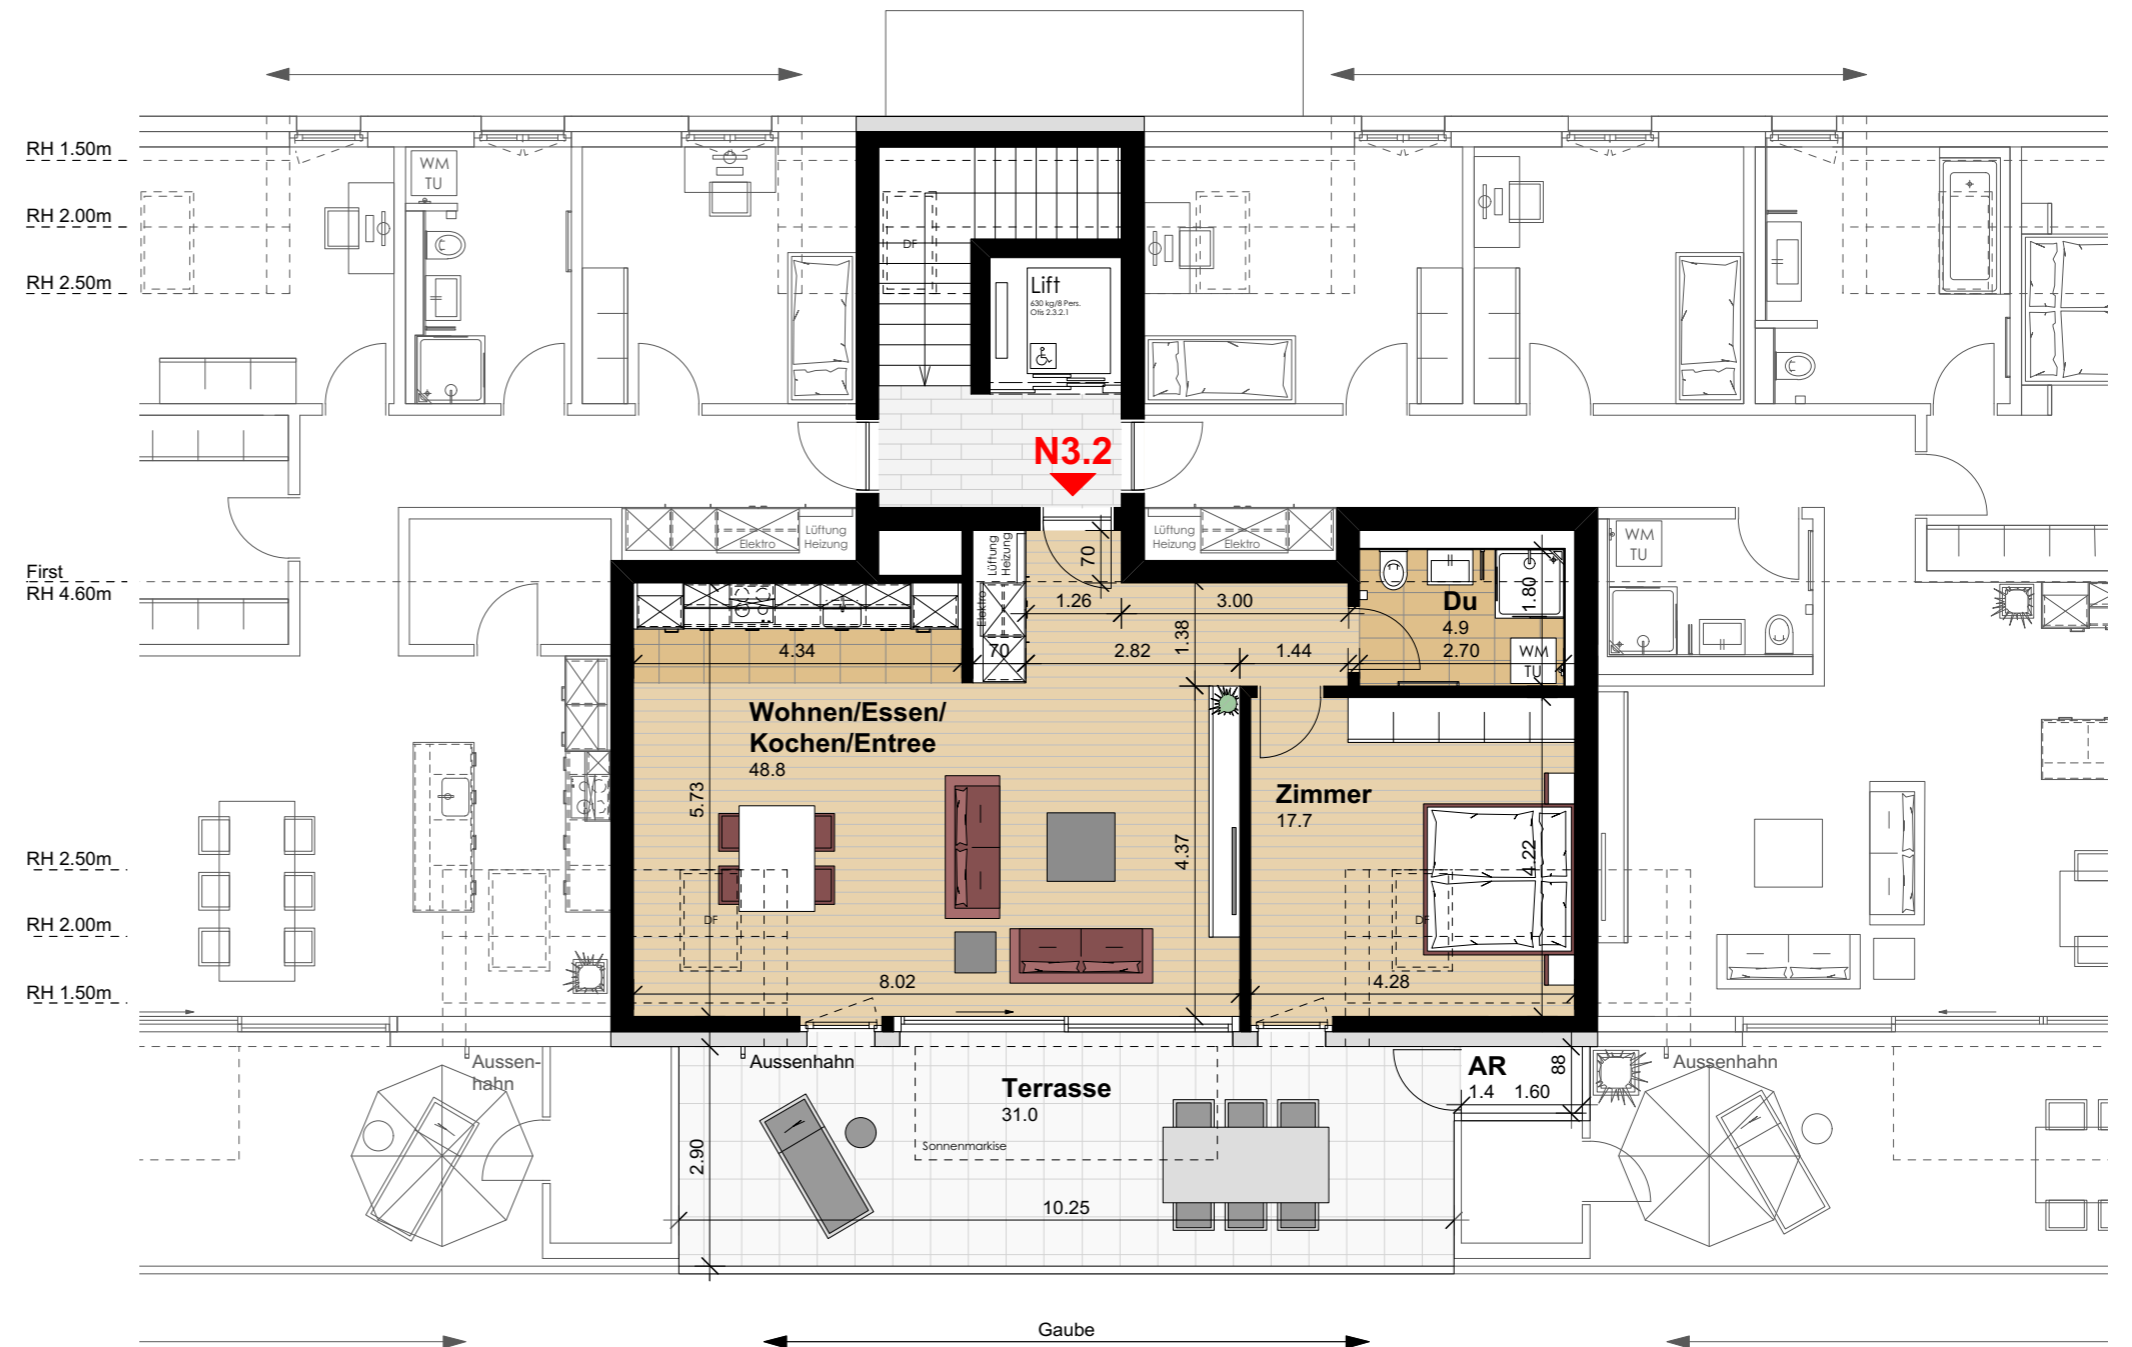 RH 1.50m
WM
TU
RH 2.00m
DF
RH 2.50m
Lift
630 kg/8 Pers.
Otis 2.3.2.1
N3.2
Lüftung
Heizung
Elektro
Lüftung
Heizung
Elektro
Lüftung
Heizung
Elektro
70
WM
TU
First
RH 4.60m
1.26
3.00
1.38
Du
4.9
1.80
4.34
70
2.82
1.44
2.70
WM
TU
Wohnen/Essen/
Kochen/Entree
48.8
5.73
4.37
Zimmer
17.7
4.22
RH 2.50m
RH 2.00m
DF
DF
RH 1.50m
8.02
4.28
Aussen-
hahn
Aussenhahn
Terrasse
31.0
AR
1.4
1.60
88
Aussenhahn
Sonnenmarkise
2.90
10.25
Gaube